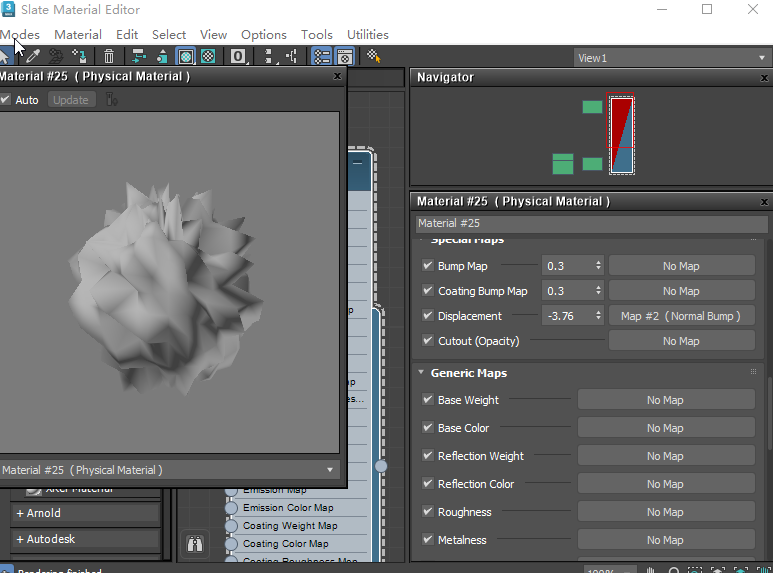 Slate Material Editor
Modes Material Edit Select View Options Tools Utilities
View1
Material #25 ( Physical Material )
Auto Update
Navigator
Material #25 ( Physical Material )
Material #25
Special Maps
Bump Map 0.3 No Map
Coating Bump Map 0.3 No Map
Displacement -3.76 Map #2 ( Normal Bump )
Cutout (Opacity) No Map
Generic Maps
Base Weight No Map
Base Color No Map
Reflection Weight No Map
Reflection Color No Map
Roughness No Map
Metalness No Map
Material #25 ( Physical Material )
es...
XRef Material
+ Arnold
+ Autodesk
Emission Map
Emission Color Map
Coating Weight Map
Coating Color Map
Coating Roughness Map
Rendering finished
100%